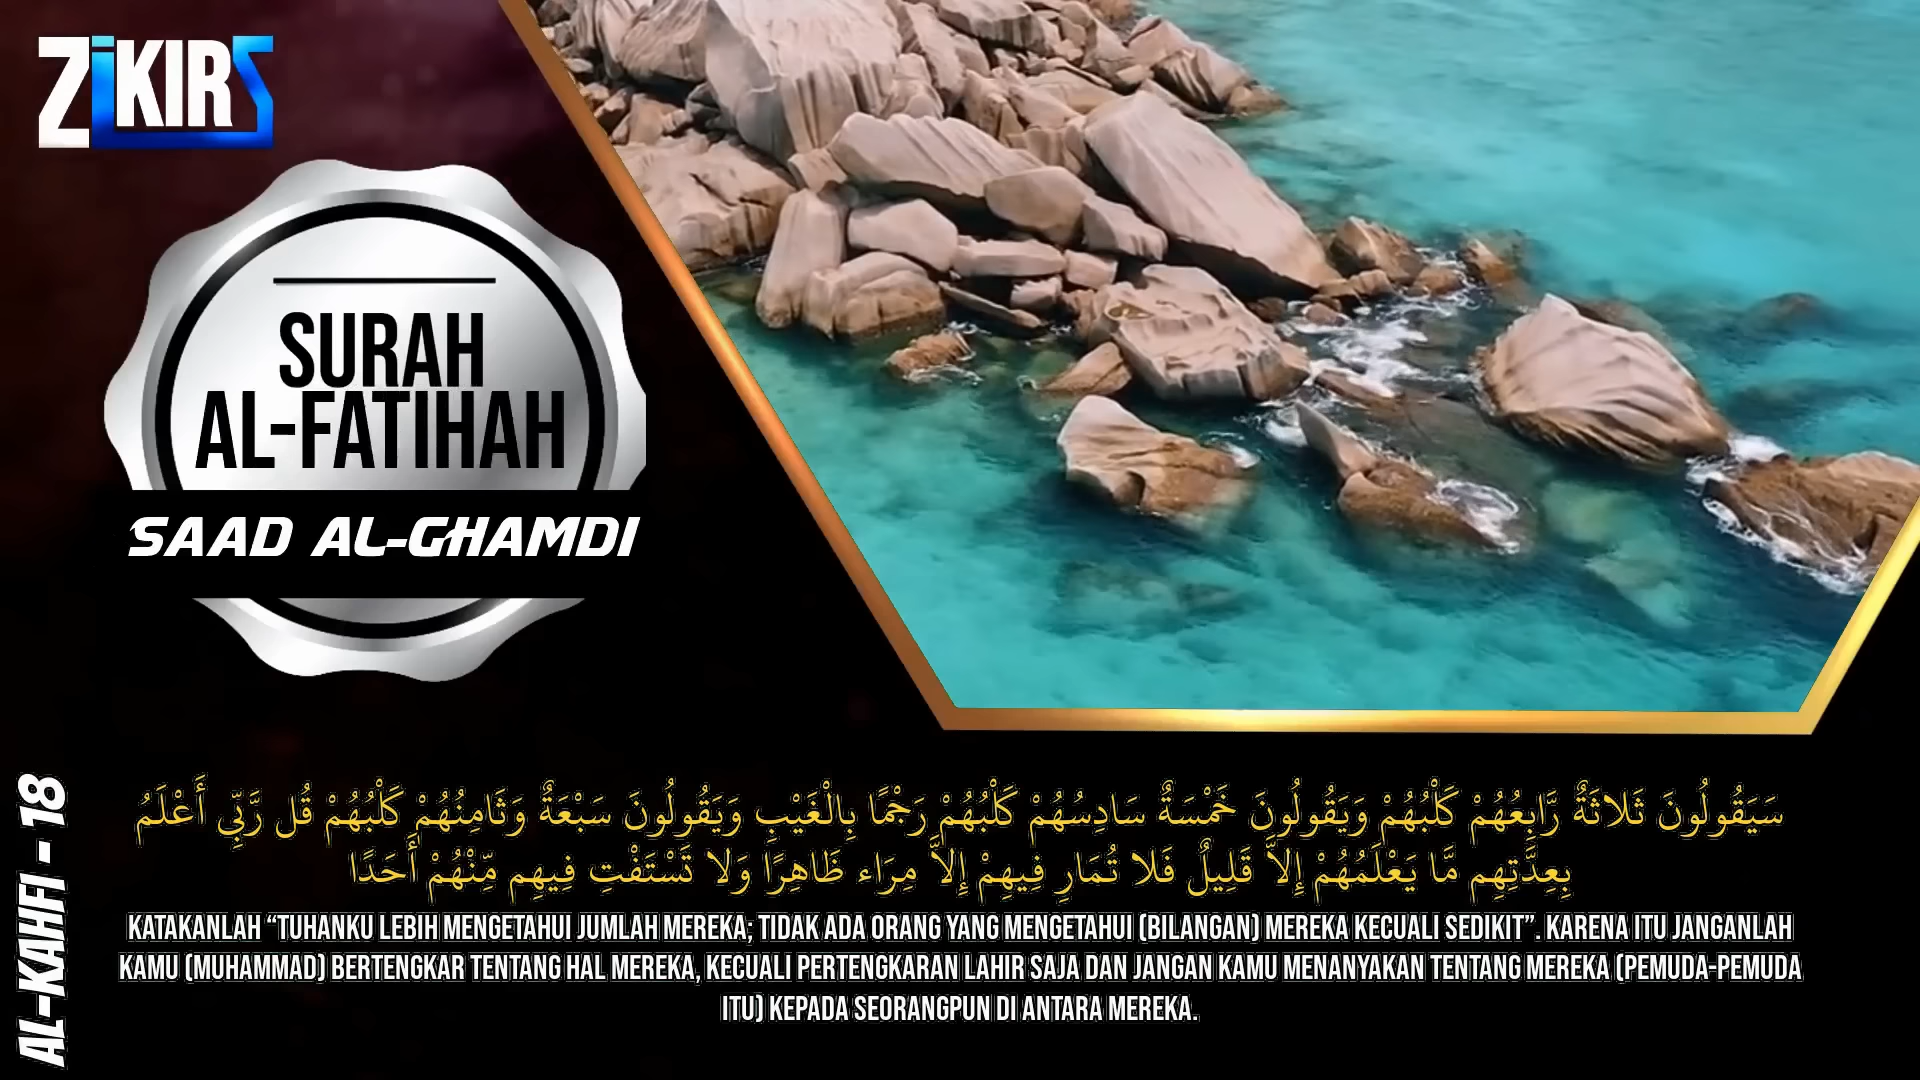 ZIKIRS
SURAH
AL-FATIHAH
SAAD AL-GHAMDI
AL-KAHFI - 18
سَيَقُولُونَ ثَلاثَةٌ رَّابِعُهُمْ كَلْبُهُمْ وَيَقُولُونَ خَمْسَةٌ سَادِسُهُمْ كَلْبُهُمْ رَجْمًا بِالْغَيْبِ وَيَقُولُونَ سَبْعَةٌ وَثَامِنُهُمْ كَلْبُهُمْ قُل رَّبِّي أَعْلَمُ
بِعِدَّتِهِم مَّا يَعْلَمُهُمْ إِلاَّ قَلِيلٌ فَلا تُمَارِ فِيهِمْ إِلاَّ مِرَاء ظَاهِرًا وَلا تَسْتَفْتِ فِيهِم مِّنْهُمْ أَحَدًا
KATAKANLAH “TUHANKU LEBIH MENGETAHUI JUMLAH MEREKA; TIDAK ADA ORANG YANG MENGETAHUI (BILANGAN) MEREKA KECUALI SEDIKIT”. KARENA ITU JANGANLAH
KAMU (MUHAMMAD) BERTENGKAR TENTANG HAL MEREKA, KECUALI PERTENGKARAN LAHIR SAJA DAN JANGAN KAMU MENANYAKAN TENTANG MEREKA (PEMUDA-PEMUDA
ITU) KEPADA SEORANGPUN DI ANTARA MEREKA.